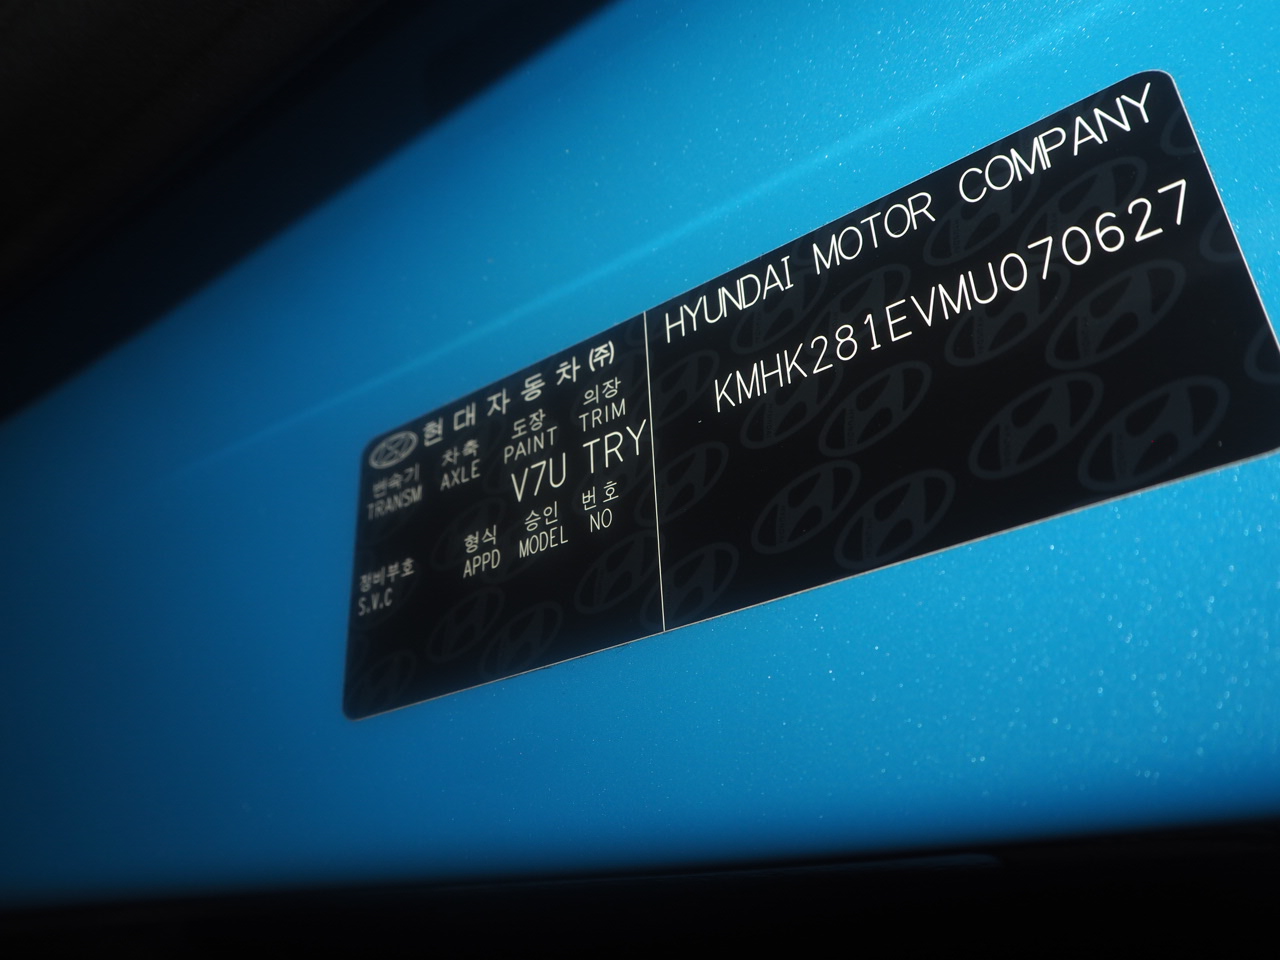 현대자동차(주)
변속기 차축 도장 의장
TRANSM AXLE PAINT TRIM
V7U TRY
형식 승인 번호
APPD MODEL NO
정비부호
S.V.C
HYUNDAI MOTOR COMPANY
KMHK281EVMU070627